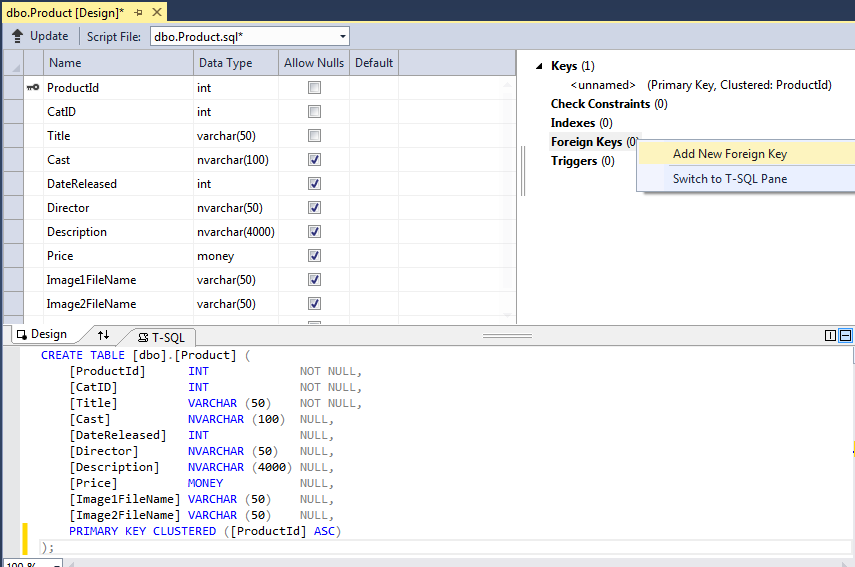 dbo.Product [Design]*
Update Script File: dbo.Product.sql*
Name Data Type Allow Nulls Default
ProductId int
CatID int
Title varchar(50)
Cast nvarchar(100)
DateReleased int
Director nvarchar(50)
Description nvarchar(4000)
Price money
Image1FileName varchar(50)
Image2FileName varchar(50)
Keys (1)
<unnamed> (Primary Key, Clustered: ProductId)
Check Constraints (0)
Indexes (0)
Foreign Keys (0)
Triggers (0)
Add New Foreign Key
Switch to T-SQL Pane
Design T-SQL
CREATE TABLE [dbo].[Product] (
[ProductId] INT NOT NULL,
[CatID] INT NOT NULL,
[Title] VARCHAR (50) NOT NULL,
[Cast] NVARCHAR (100) NULL,
[DateReleased] INT NULL,
[Director] NVARCHAR (50) NULL,
[Description] NVARCHAR (4000) NULL,
[Price] MONEY NULL,
[Image1FileName] VARCHAR (50) NULL,
[Image2FileName] VARCHAR (50) NULL,
PRIMARY KEY CLUSTERED ([ProductId] ASC)
);
100 %